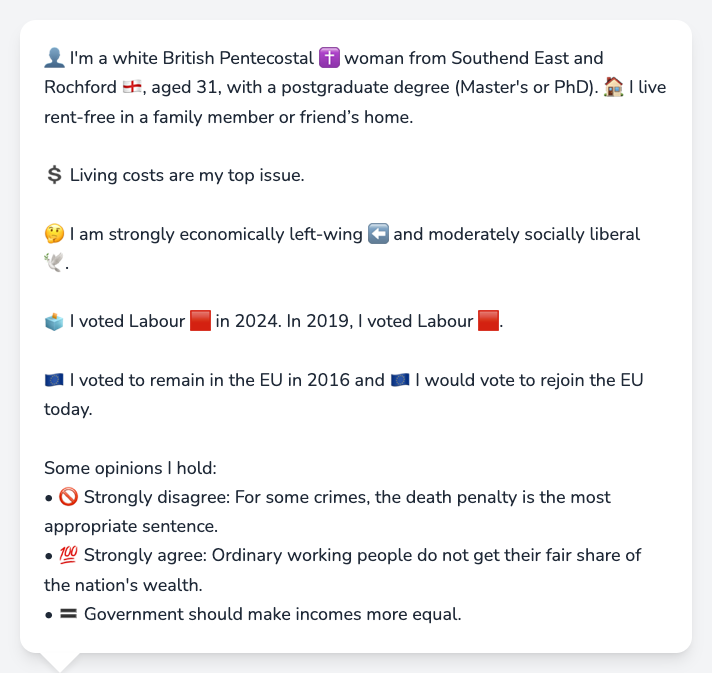 👤 I'm a white British Pentecostal ✝️ woman from Southend East and
Rochford 🏴󠁧󠁢󠁥󠁮󠁧󠁿, aged 31, with a postgraduate degree (Master's or PhD). 🏠 I live
rent-free in a family member or friend’s home.
💲 Living costs are my top issue.
🤔 I am strongly economically left-wing ⬅️ and moderately socially liberal
🕊️.
🗳️ I voted Labour 🟥 in 2024. In 2019, I voted Labour 🟥.
🇪🇺 I voted to remain in the EU in 2016 and 🇪🇺 I would vote to rejoin the EU
today.
Some opinions I hold:
• 🚫 Strongly disagree: For some crimes, the death penalty is the most
appropriate sentence.
• 💯 Strongly agree: Ordinary working people do not get their fair share of
the nation's wealth.
• 🟰 Government should make incomes more equal.